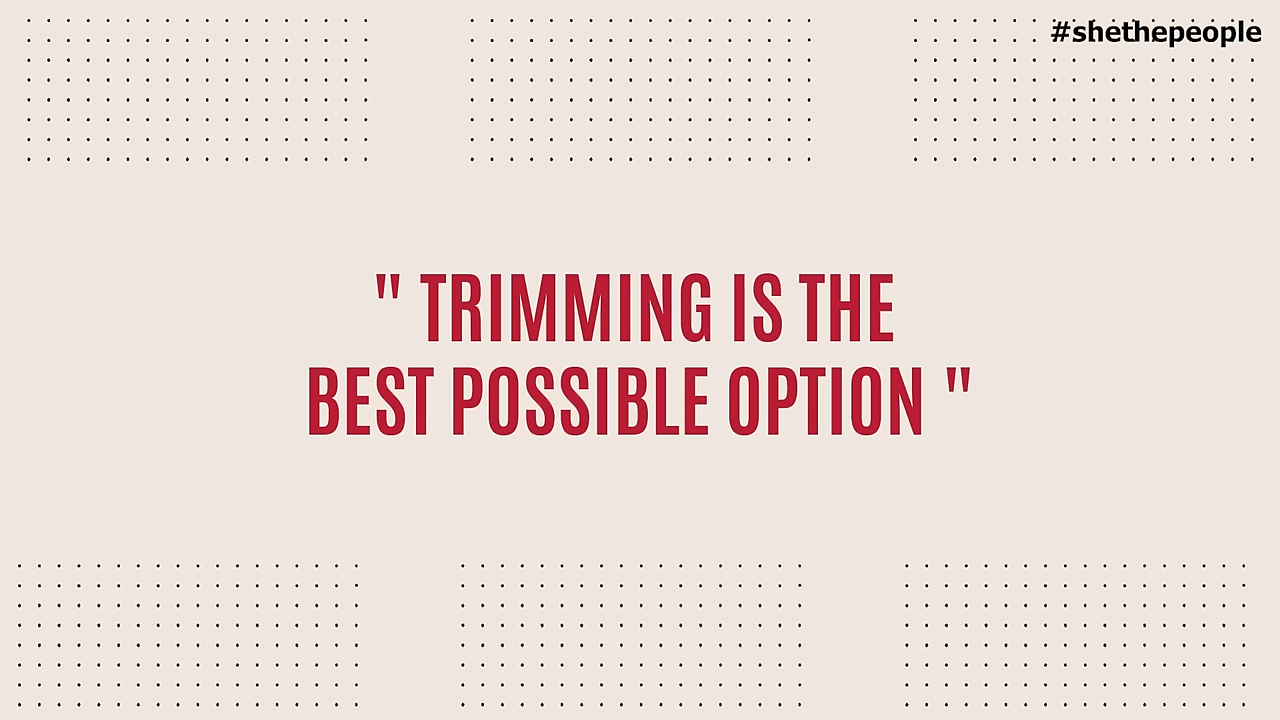 #shethepeople
" TRIMMING IS THE
BEST POSSIBLE OPTION "